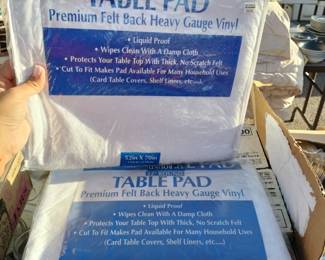 TABLE PAD
Premium Felt Back Heavy Gauge Vinyl
• Liquid Proof
• Wipes Clean With A Damp Cloth
• Protects Your Table Top With Thick, No Scratch Felt
• Cut To Fit Makes Pad Available For Many Household Uses
(Card Table Covers, Shelf Liners, etc.....)
52in X 70in
TABLE PAD
Premium Felt Back Heavy Gauge Vinyl
• Liquid Proof
• Wipes Clean With A Damp Cloth
• Protects Your Table Top With Thick, No Scratch Felt
• Cut To Fit Makes Pad Available For Many Household Uses
(Card Table Covers, Shelf Liners, etc.....)